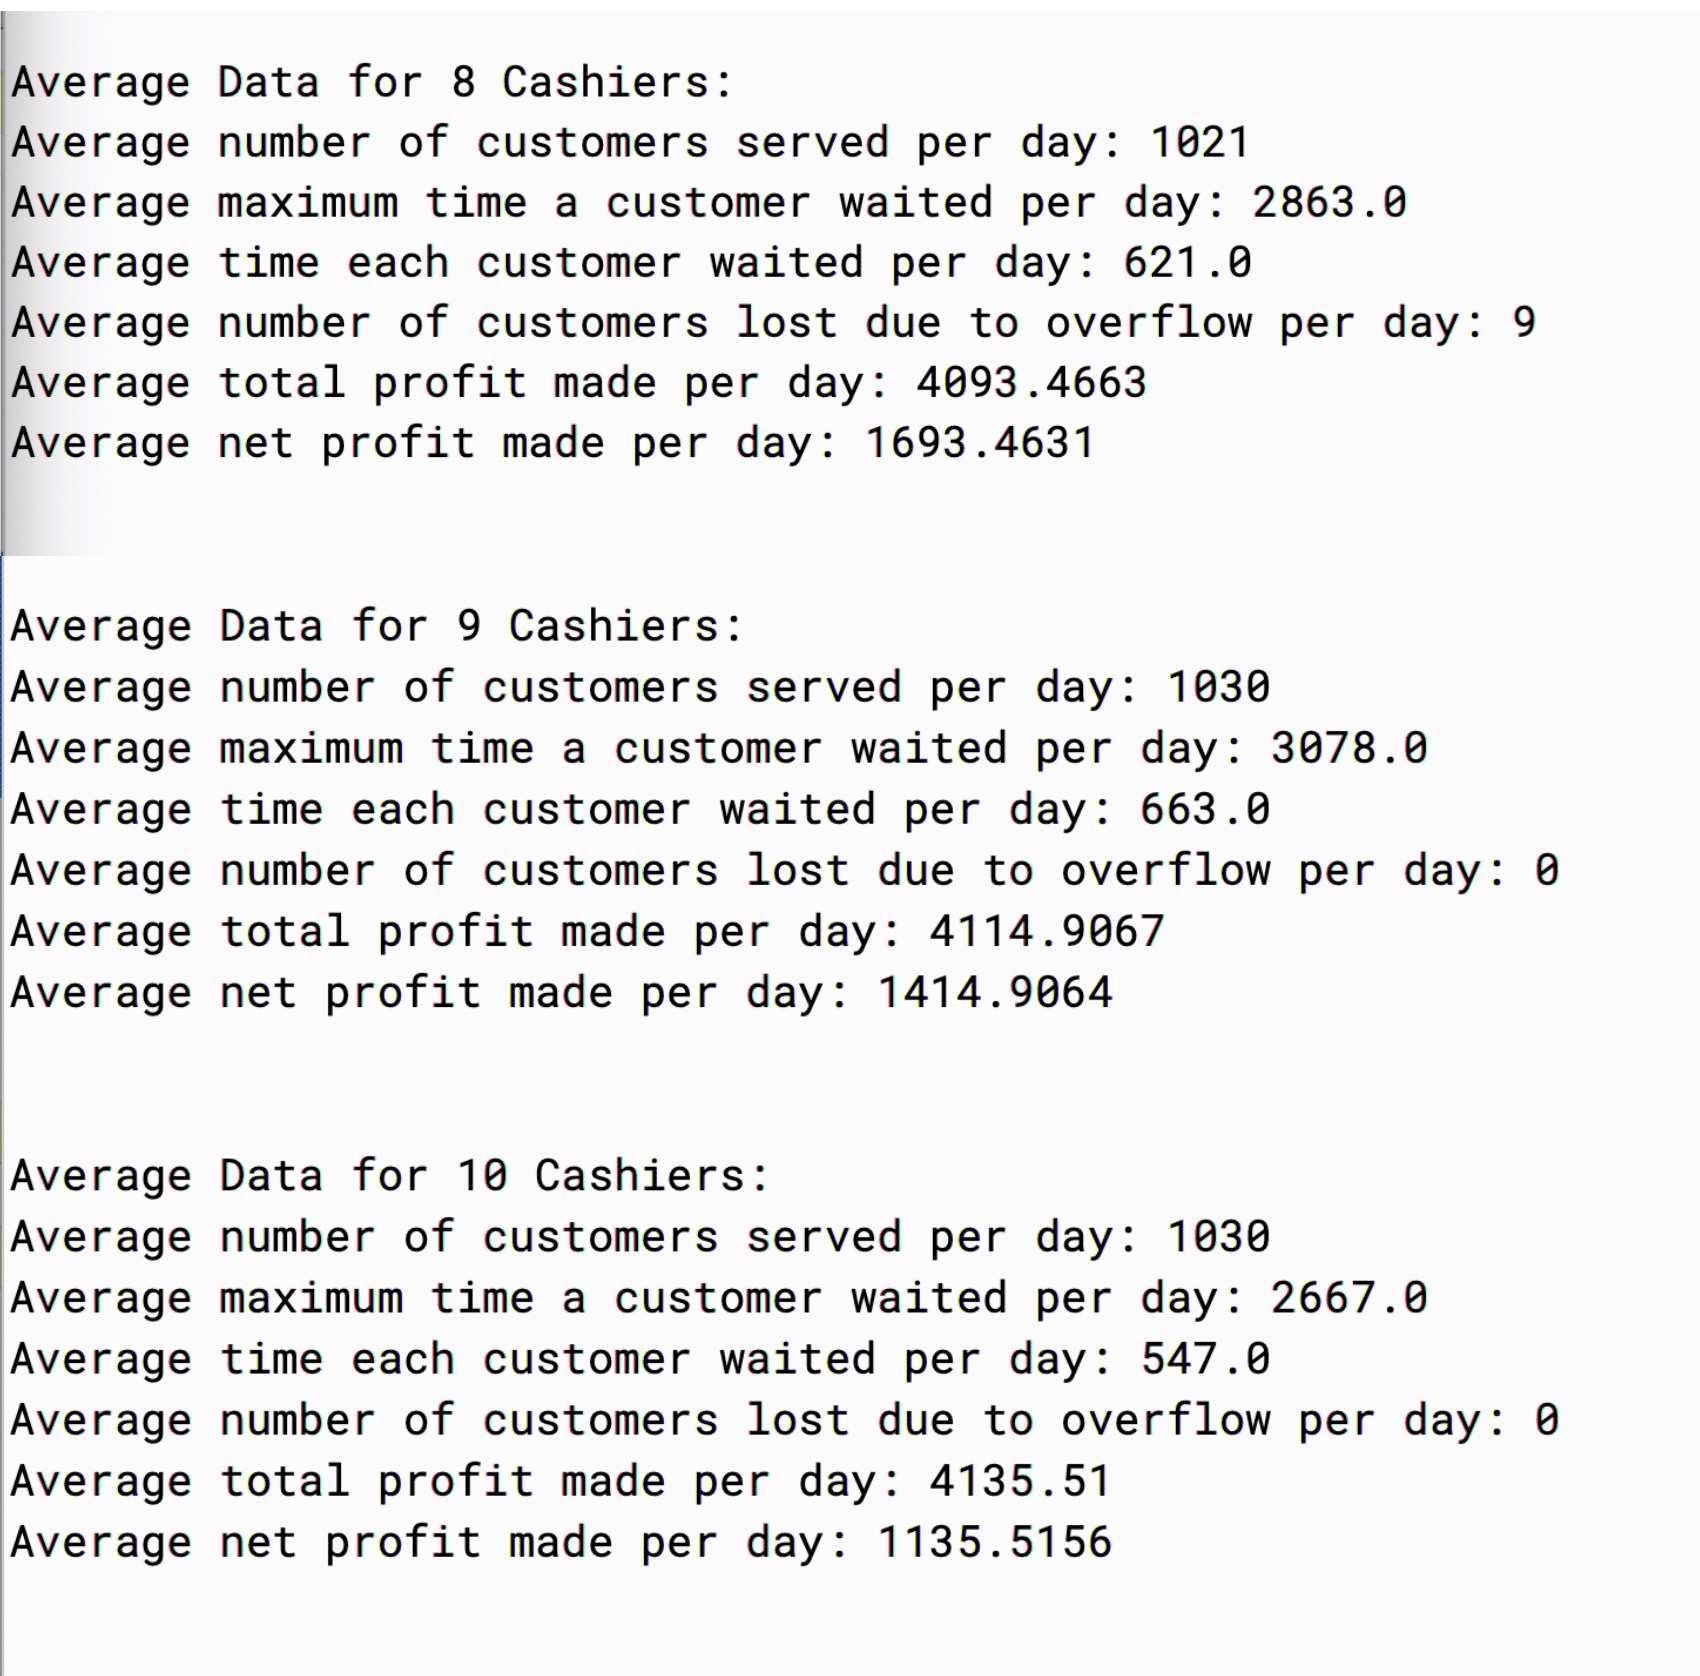 Average Data for 8 Cashiers:
Average number of customers served per day: 1021
Average maximum time a customer waited per day: 2863.0
Average time each customer waited per day: 621.0
Average number of customers lost due to overflow per day: 9
Average total profit made per day: 4093.4663
Average net profit made per day: 1693.4631
Average Data for 9 Cashiers:
Average number of customers served per day: 1030
Average maximum time a customer waited per day: 3078.0
Average time each customer waited per day: 663.0
Average number of customers lost due to overflow per day: 0
Average total profit made per day: 4114.9067
Average net profit made per day: 1414.9064
Average Data for 10 Cashiers:
Average number of customers served per day: 1030
Average maximum time a customer waited per day: 2667.0
Average time each customer waited per day: 547.0
Average number of customers lost due to overflow per day: 0
Average total profit made per day: 4135.51
Average net profit made per day: 1135.5156